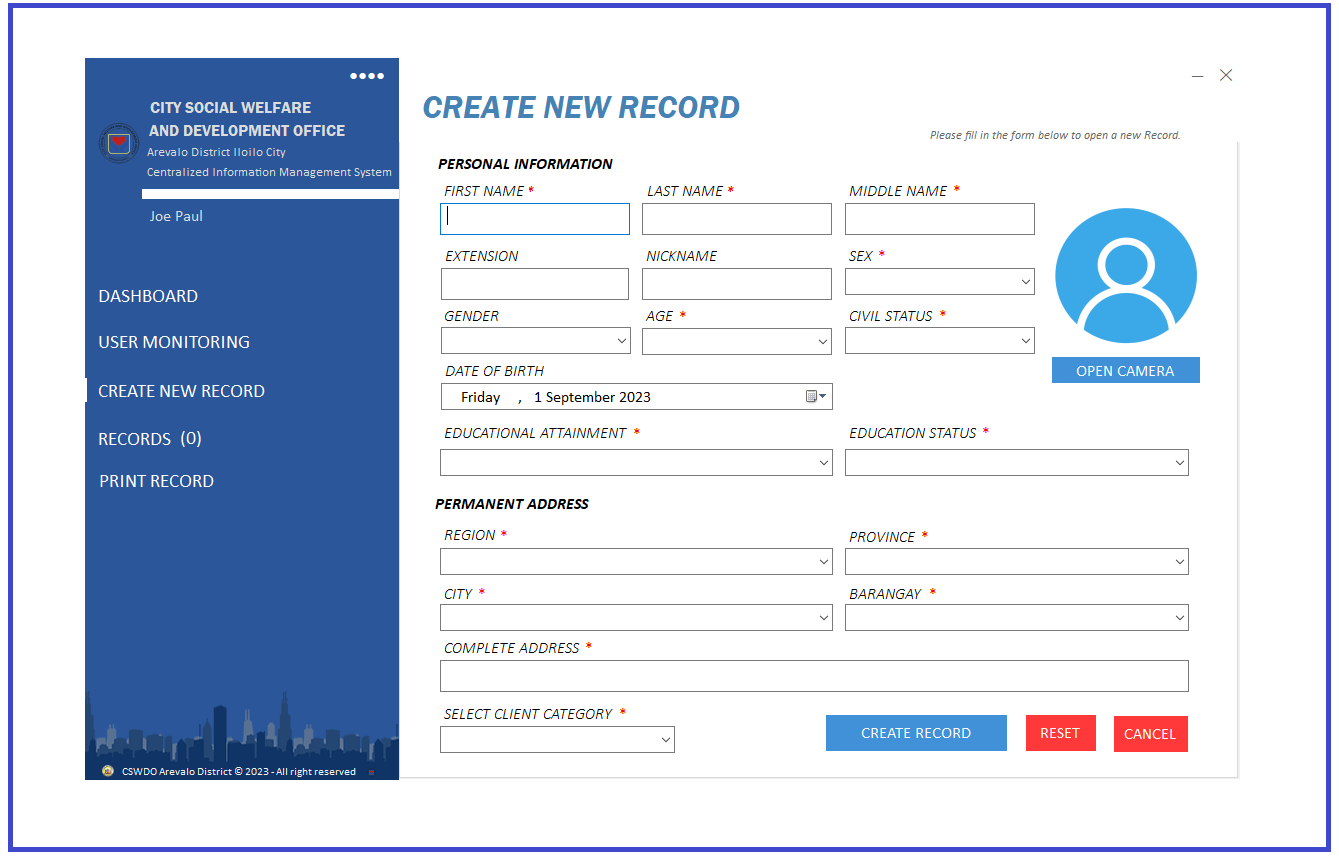 CITY SOCIAL WELFARE
AND DEVELOPMENT OFFICE
Arevalo District Iloilo City
Centralized Information Management System
Joe Paul
DASHBOARD
USER MONITORING
CREATE NEW RECORD
RECORDS (0)
PRINT RECORD
CSWDO Arevalo District © 2023 - All right reserved
CREATE NEW RECORD
Please fill in the form below to open a new Record.
PERSONAL INFORMATION
FIRST NAME * LAST NAME * MIDDLE NAME *
EXTENSION NICKNAME SEX *
GENDER AGE * CIVIL STATUS *
OPEN CAMERA
DATE OF BIRTH
Friday , 1 September 2023
EDUCATIONAL ATTAINMENT * EDUCATION STATUS *
PERMANENT ADDRESS
REGION * PROVINCE *
CITY * BARANGAY *
COMPLETE ADDRESS *
SELECT CLIENT CATEGORY *
CREATE RECORD RESET CANCEL